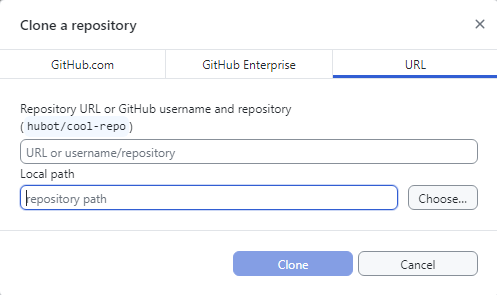 Clone a repository
GitHub.com
GitHub Enterprise
URL
Repository URL or GitHub username and repository
(hubot/cool-repo)
URL or username/repository
Local path
repository path
Choose...
Clone
Cancel